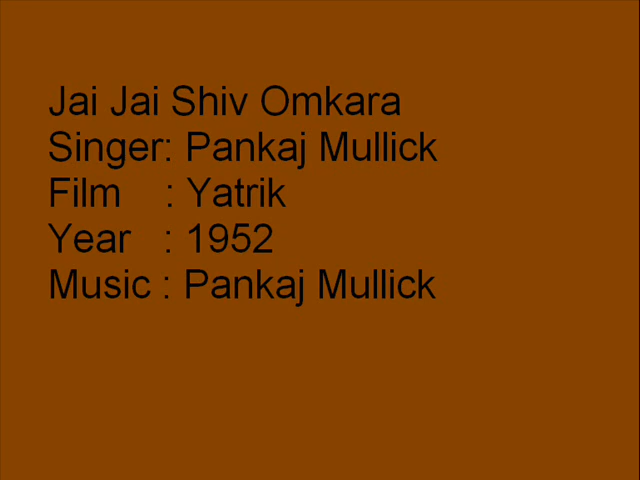 Jai Jai Shiv Omkara
Singer: Pankaj Mullick
Film : Yatrik
Year : 1952
Music : Pankaj Mullick